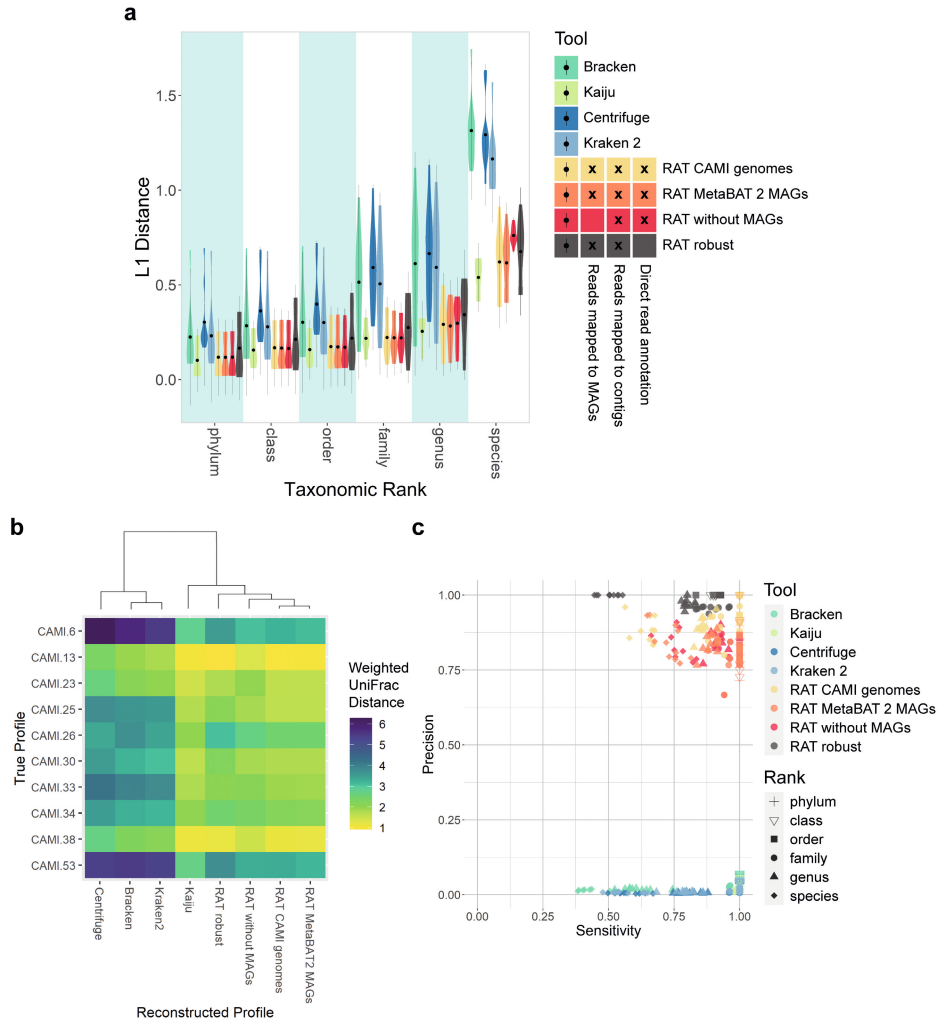 a
1.5
1.0
0.5
0.0
L1 Distance
phylum
class
order
family
genus
species
Taxonomic Rank
Tool
Bracken
Kaiju
Centrifuge
Kraken 2
x x x RAT CAMI genomes
x x x RAT MetaBAT 2 MAGs
x x RAT without MAGs
x x RAT robust
Reads mapped to MAGs
Reads mapped to contigs
Direct read annotation
b
True Profile
CAMI.6
CAMI.13
CAMI.23
CAMI.25
CAMI.26
CAMI.30
CAMI.33
CAMI.34
CAMI.38
CAMI.53
Centrifuge
Bracken
Kraken2
Kaiju
RAT robust
RAT without MAGs
RAT CAMI genomes
RAT MetaBAT2 MAGs
Reconstructed Profile
Weighted
UniFrac
Distance
6
5
4
3
2
1
c
Precision
1.00
0.75
0.50
0.25
0.00
0.00
0.25
0.50
0.75
1.00
Sensitivity
Tool
Bracken
Kaiju
Centrifuge
Kraken 2
RAT CAMI genomes
RAT MetaBAT 2 MAGs
RAT without MAGs
RAT robust
Rank
phylum
class
order
family
genus
species